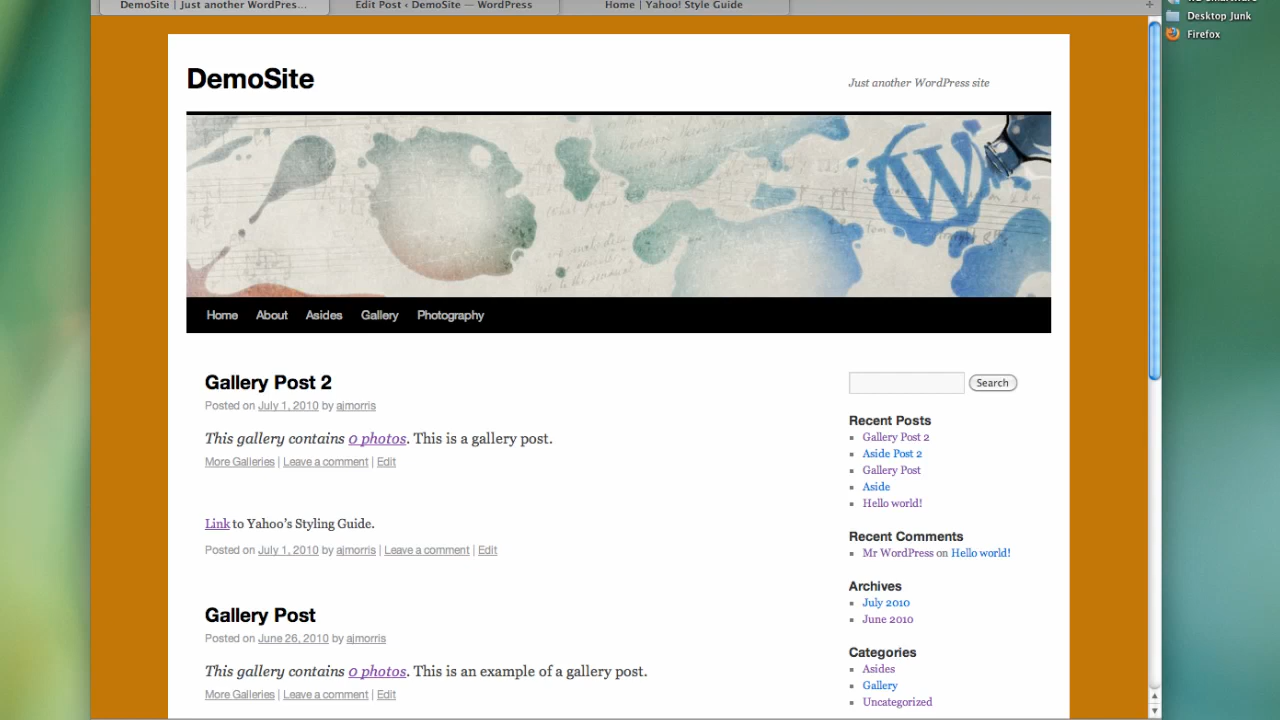 DemoSite | Just another WordPres...
Edit Post ‹ DemoSite — WordPress
Home | Yahoo! Style Guide
Desktop Junk
Firefox
DemoSite
Just another WordPress site
W
Home
About
Asides
Gallery
Photography
Gallery Post 2
Posted on July 1, 2010 by ajmorris
This gallery contains 0 photos. This is a gallery post.
More Galleries | Leave a comment | Edit
Link to Yahoo’s Styling Guide.
Posted on July 1, 2010 by ajmorris | Leave a comment | Edit
Gallery Post
Posted on June 26, 2010 by ajmorris
This gallery contains 0 photos. This is an example of a gallery post.
More Galleries | Leave a comment | Edit
Search
Recent Posts
Gallery Post 2
Aside Post 2
Gallery Post
Aside
Hello world!
Recent Comments
Mr WordPress on Hello world!
Archives
July 2010
June 2010
Categories
Asides
Gallery
Uncategorized